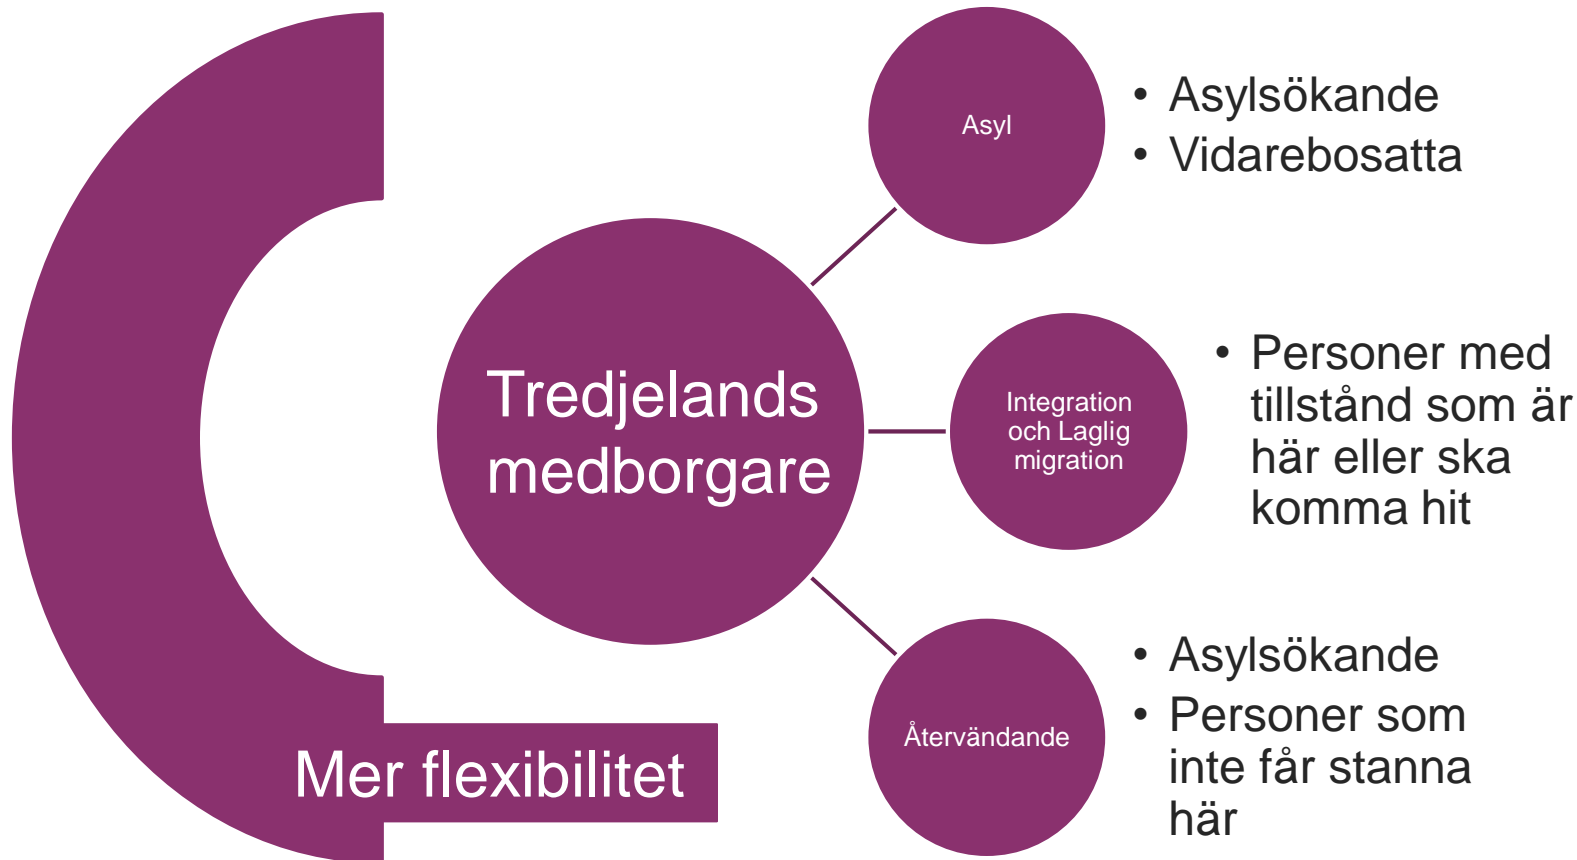 Asyl
• Asylsökande
• Vidarebosatta
Tredjelands
medborgare
Integration
och Laglig
migration
• Personer med
tillstånd som är
här eller ska
komma hit
Återvändande
• Asylsökande
• Personer som
inte får stanna
här
Mer flexibilitet